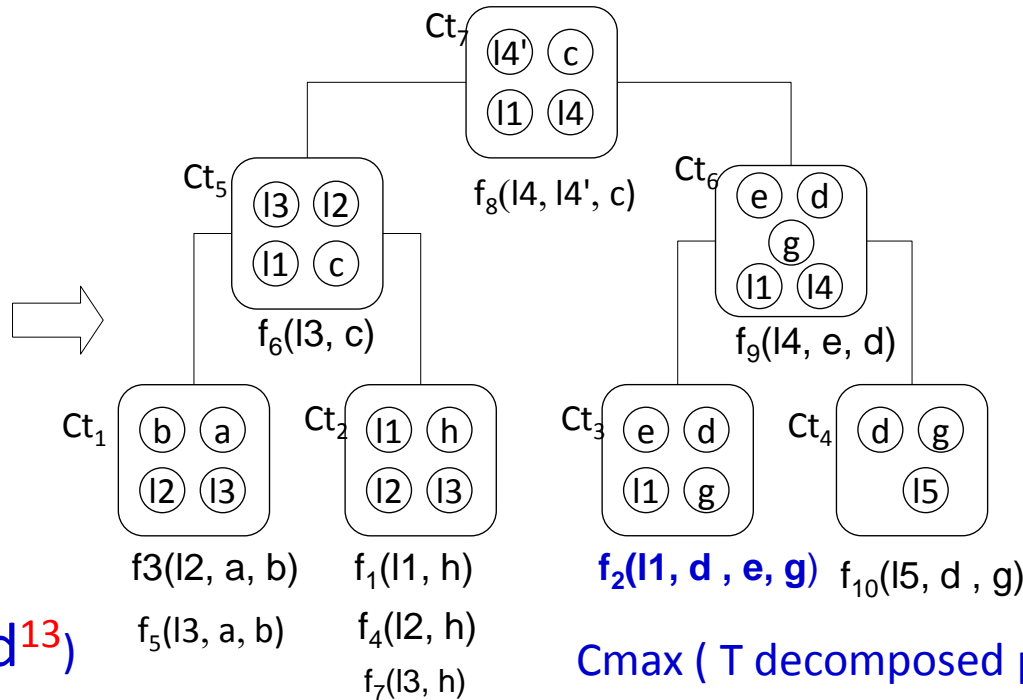 Ct7
l4' c
l1 l4
f8(l4, l4', c)
Ct5
l3 l2
l1 c
f6(l3, c)
Ct6
e d
g
l1 l4
f9(l4, e, d)
Ct1
b a
l2 l3
f3(l2, a, b)
f5(l3, a, b)
Ct2
l1 h
l2 l3
f1(l1, h)
f4(l2, h)
f7(l3, h)
Ct3
e d
l1 g
f2(l1, d , e, g)
Ct4
d g
l5
f10(l5, d , g)
d13)
Cmax ( T decomposed p